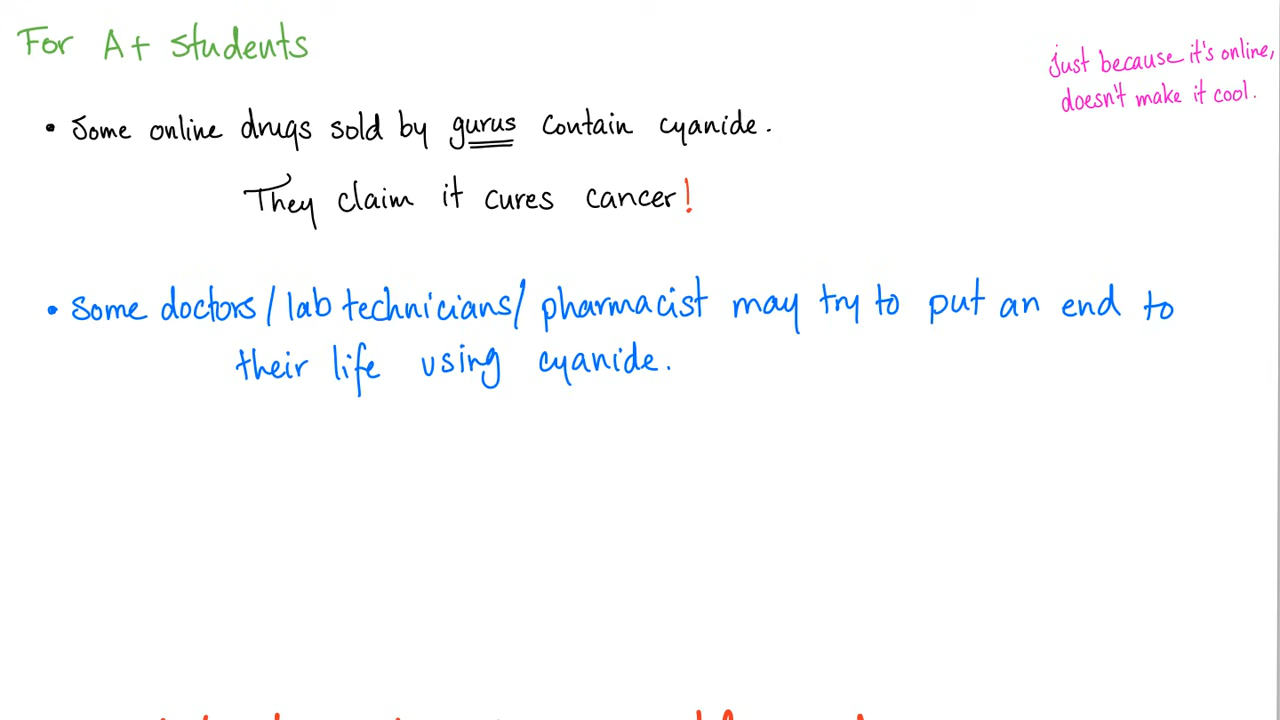 For A+ students
just because it's online,
doesn't make it cool.
• Some online drugs sold by gurus contain cyanide.
They claim it cures cancer!
• Some doctors/lab technicians/pharmacist may try to put an end to
their life using cyanide.